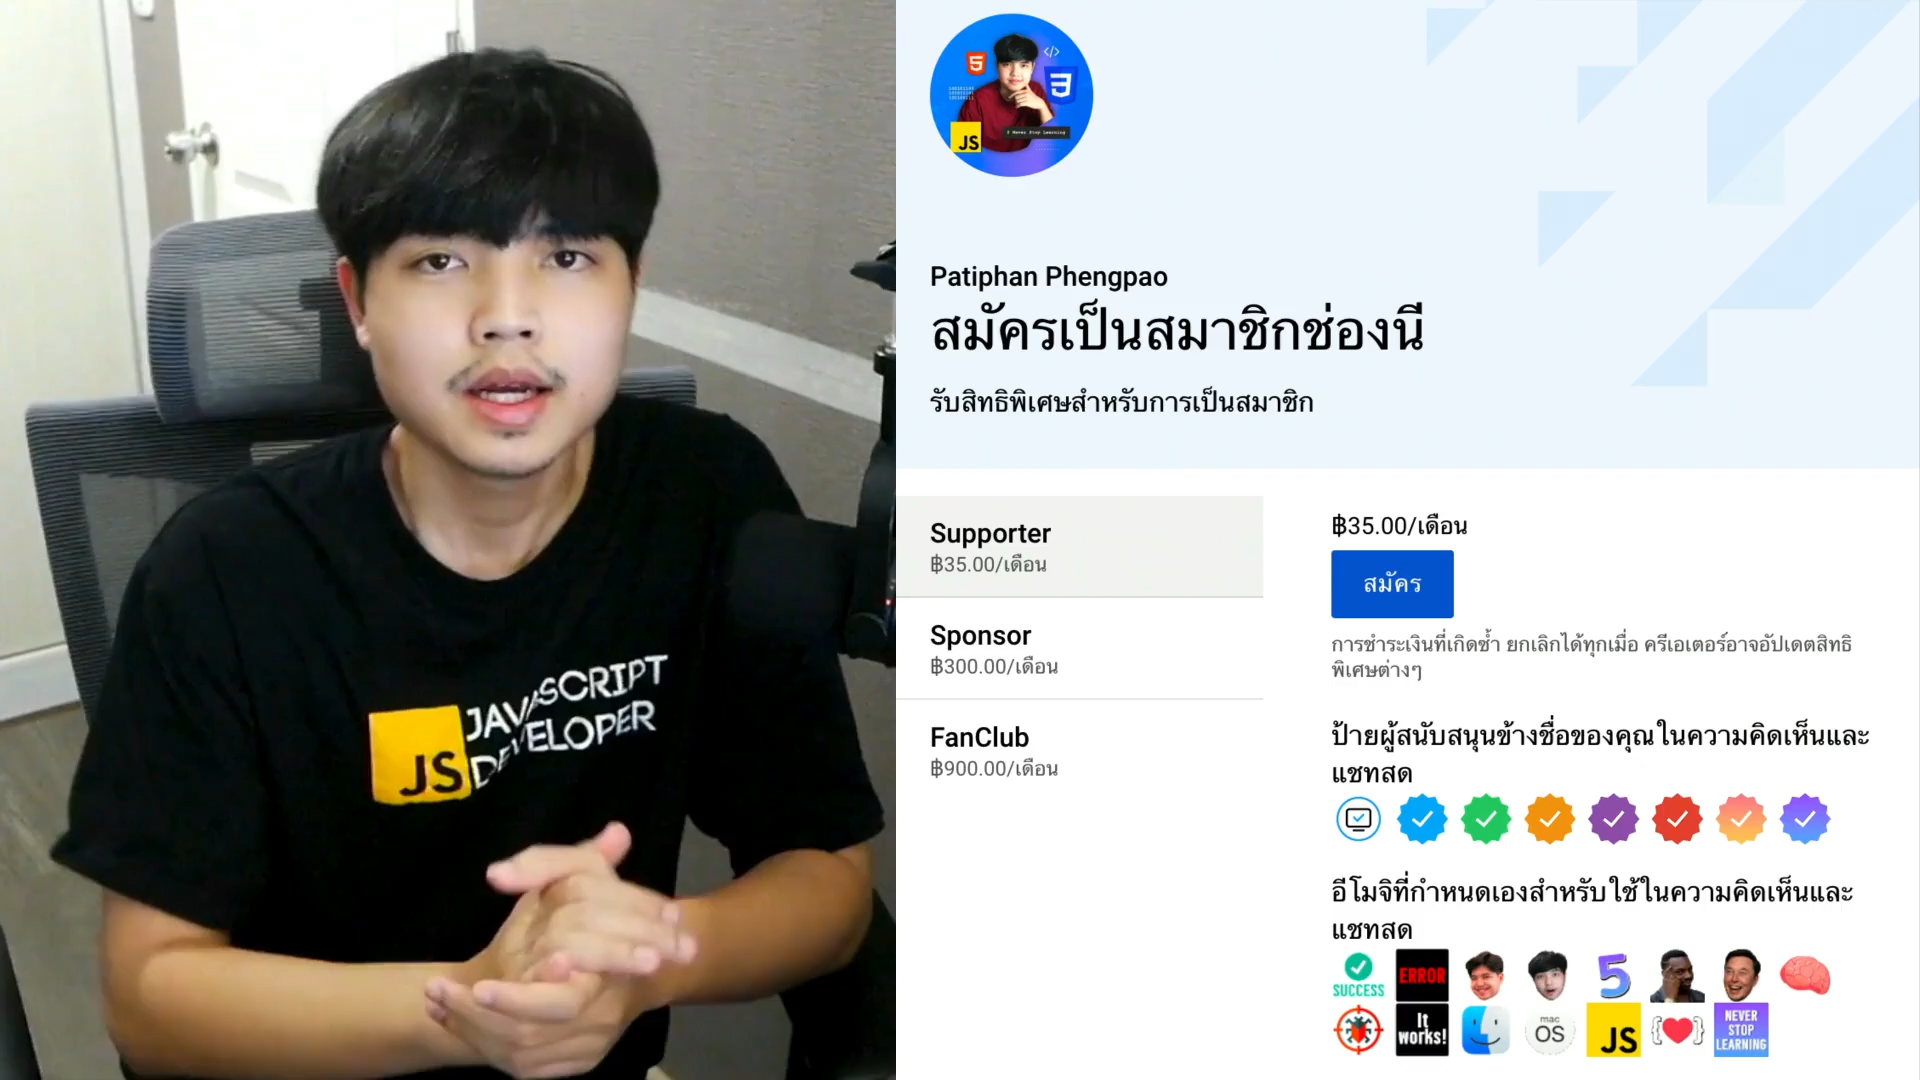 JAVASCRIPT
DEVELOPER
JS
5
</>
3
JS
Patiphan Phengpao
สมัครเป็นสมาชิกช่องนี้
รับสิทธิพิเศษสำหรับการเป็นสมาชิก
Supporter
฿35.00/เดือน
Sponsor
฿300.00/เดือน
FanClub
฿900.00/เดือน
฿35.00/เดือน
สมัคร
การชำระเงินที่เกิดซ้ำ ยกเลิกได้ทุกเมื่อ ครีเอเตอร์อาจอัปเดตสิทธิ
พิเศษต่างๆ
ป้ายผู้สนับสนุนข้างชื่อของคุณในความคิดเห็นและ
แชทสด
อีโมจิที่กำหนดเองสำหรับใช้ในความคิดเห็นและ
แชทสด
SUCCESS
ERROR
5
It
works!
mac
OS
JS
NEVER
STOP
LEARNING